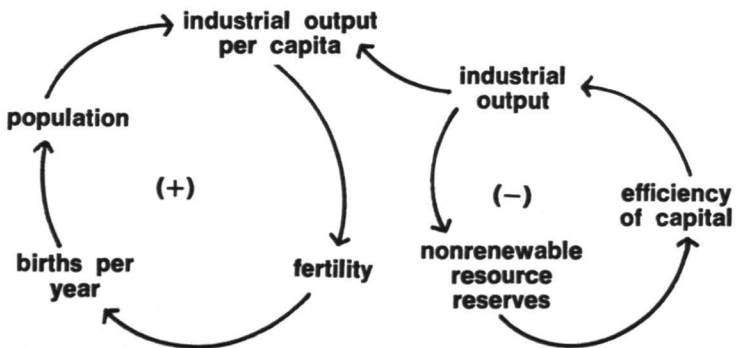 industrial output
per capita
industrial
output
population
(+)
(−)
efficiency
of capital
births per
year
fertility
nonrenewable
resource
reserves